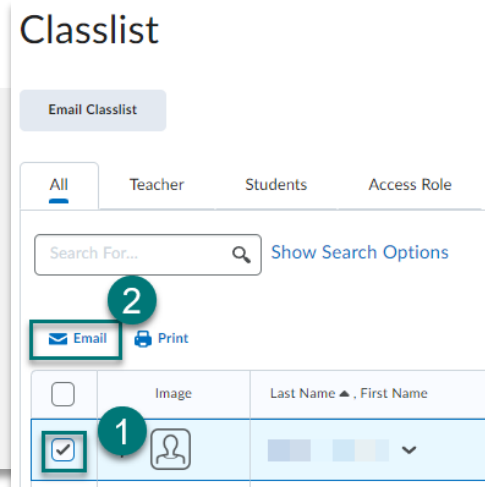 Classlist
Email Classlist
All Teacher Students Access Role
Search For... Show Search Options
2
Email Print
Image Last Name ▲ , First Name
1